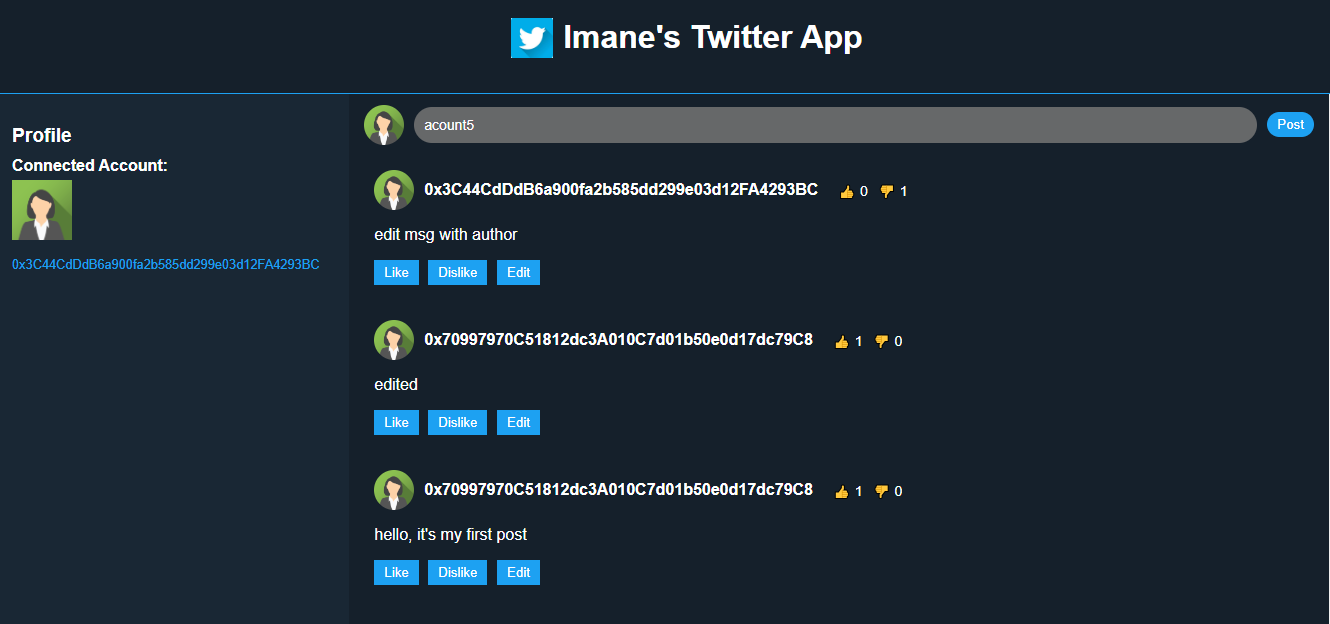 Imane's Twitter App
Profile
Connected Account:
0x3C44CdDdB6a900fa2b585dd299e03d12FA4293BC
acount5
Post
0x3C44CdDdB6a900fa2b585dd299e03d12FA4293BC 👍 0 👎 1
edit msg with author
Like Dislike Edit
0x70997970C51812dc3A010C7d01b50e0d17dc79C8 👍 1 👎 0
edited
Like Dislike Edit
0x70997970C51812dc3A010C7d01b50e0d17dc79C8 👍 1 👎 0
hello, it's my first post
Like Dislike Edit